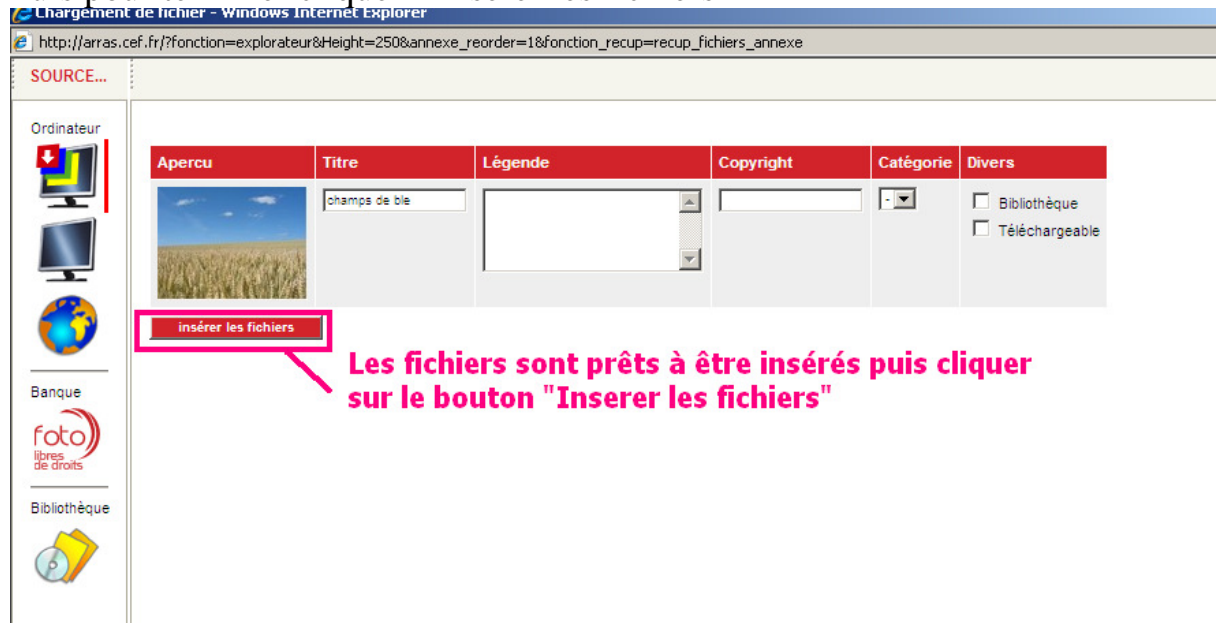 Chargement de fichier - Windows Internet Explorer
http://arras.cef.fr/?fonction=explorateur&Height=250&annexe_reorder=1&fonction_recup=recup_fichiers_annexe
SOURCE...
Ordinateur
Apercu Titre Légende Copyright Catégorie Divers
champs de ble - Bibliothèque
Téléchargeable
insérer les fichiers
Les fichiers sont prêts à être insérés puis cliquer
sur le bouton "Inserer les fichiers"
Banque
foto
libres
de droits
Bibliothèque